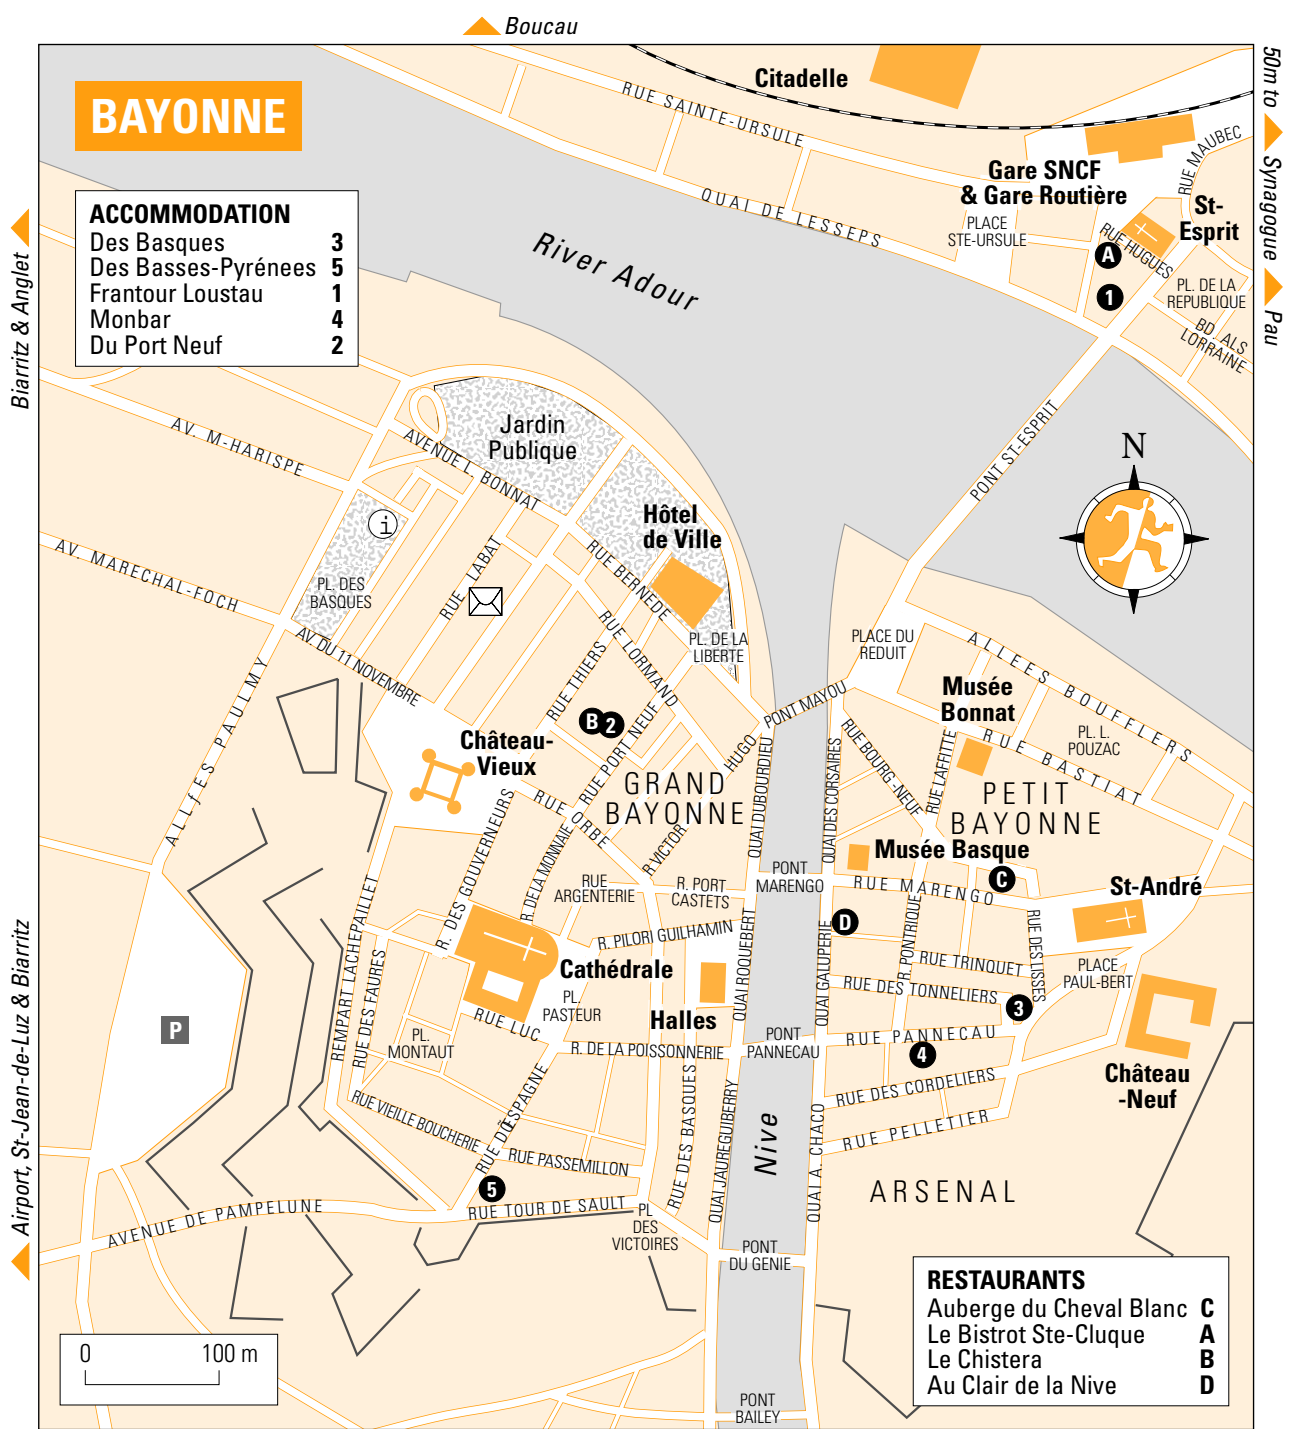 Boucau
BAYONNE
ACCOMMODATION
Des Basques 3
Des Basses-Pyrénees 5
Frantour Loustau 1
Monbar 4
Du Port Neuf 2
Citadelle
RUE SAINTE-URSULE
QUAI DE LESSEPS
Gare SNCF
& Gare Routière
PLACE
STE-URSULE
RUE MAUBEC
St-
Esprit
RUE HUGUES
A
1
PL. DE LA
REPUBLIQUE
BD. ALS
LORRAINE
50m to
Synagogue
Pau
Biarritz & Anglet
River Adour
Jardin
Publique
AVENUE L. BONNAT
AV. M-HARISPE
i
Hôtel
de Ville
PONT ST-ESPRIT
N
AV. MARECHAL-FOCH
PL. DES
BASQUES
RUE LABAT
RUE BERNEDE
AV. DU 11 NOVEMBRE
RUE THIERS
RUE LORMAND
PL. DE LA
LIBERTE
PLACE DU
REDUIT
ALLEES BOUFFLERS
ALLfES PAULMY
B
2
RUE PORT NEUF
PONT MAYOU
Musée
Bonnat
PL. L.
POUZAC
RUE BASTIAT
Château-
Vieux
RUE ORBE
GRAND
BAYONNE
R. VICTOR
HUGO
QUAI DUBOURDIEU
QUAI DES CORSAIRES
RUE BOURG-NEUF
RUE LAFFITTE
PETIT
BAYONNE
Musée Basque
R. DES GOUVERNEURS
R. DE LA MONNAIE
RUE
ARGENTERIE
R. PORT
CASTETS
PONT
MARENGO
RUE MARENGO
C
St-André
REMPART LACHEPAILLET
RUE DES FAURES
R. PILORI GUILHAMIN
QUAI ROQUEBERT
D
QUAI GALUPERIE
R. PONTRIQUE
RUE TRINQUET
RUE DES LISSES
PLACE
PAUL-BERT
Cathédrale
PL.
PASTEUR
Halles
RUE DES TONNELIERS
3
P
PL.
MONTAUT
RUE LUC
R. DE LA POISSONNERIE
PONT
PANNECAU
RUE PANNECAU
4
Château
-Neuf
RUE VIEILLE BOUCHERIE
RUE DÕESPAGNE
RUE DES BASQUES
QUAI JAUREGUIBERRY
Nive
QUAI A. CHACO
RUE DES CORDELIERS
RUE PELLETIER
RUE PASSEMILLON
5
RUE TOUR DE SAULT
AVENUE DE PAMPELUNE
PL
DES
VICTOIRES
PONT
DU GENIE
ARSENAL
Airport, St-Jean-de-Luz & Biarritz
RESTAURANTS
Auberge du Cheval Blanc C
Le Bistrot Ste-Cluque A
Le Chistera B
Au Clair de la Nive D
0 100 m
PONT
BAILEY